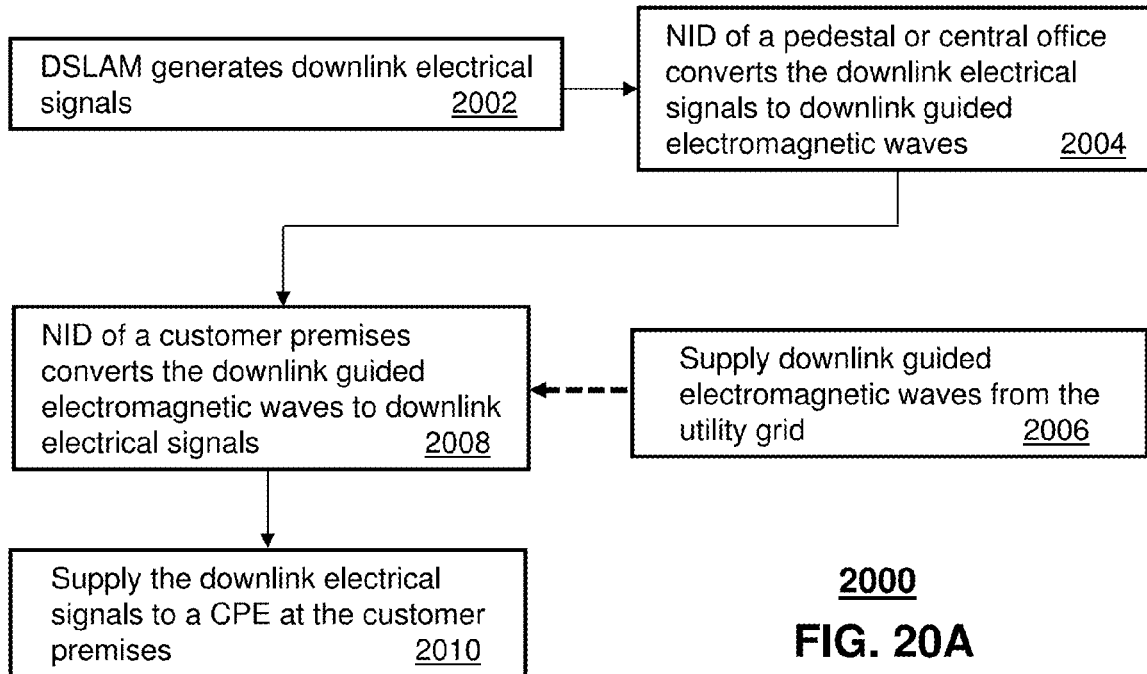 DSLAM generates downlink electrical
signals 2002
NID of a pedestal or central office
converts the downlink electrical
signals to downlink guided
electromagnetic waves 2004
NID of a customer premises
converts the downlink guided
electromagnetic waves to downlink
electrical signals 2008
Supply downlink guided
electromagnetic waves from the
utility grid 2006
Supply the downlink electrical
signals to a CPE at the customer
premises 2010
2000
FIG. 20A